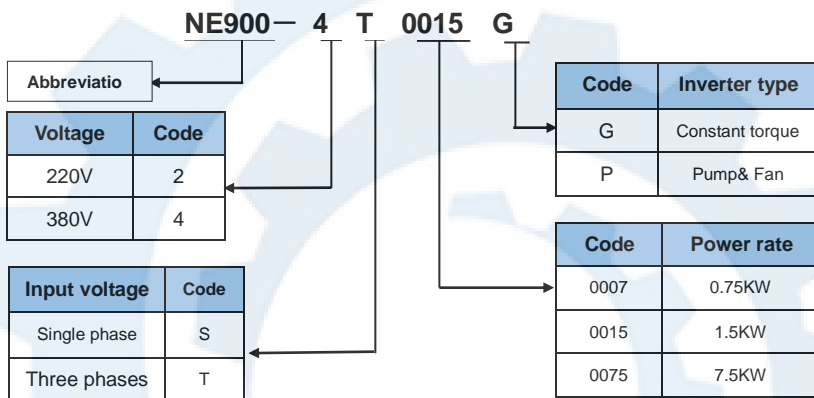 NE900— 4 T 0015 G
Abbreviatio
Voltage Code
220V 2
380V 4
Input voltage Code
Single phase S
Three phases T
Code Inverter type
G Constant torque
P Pump& Fan
Code Power rate
0007 0.75KW
0015 1.5KW
0075 7.5KW